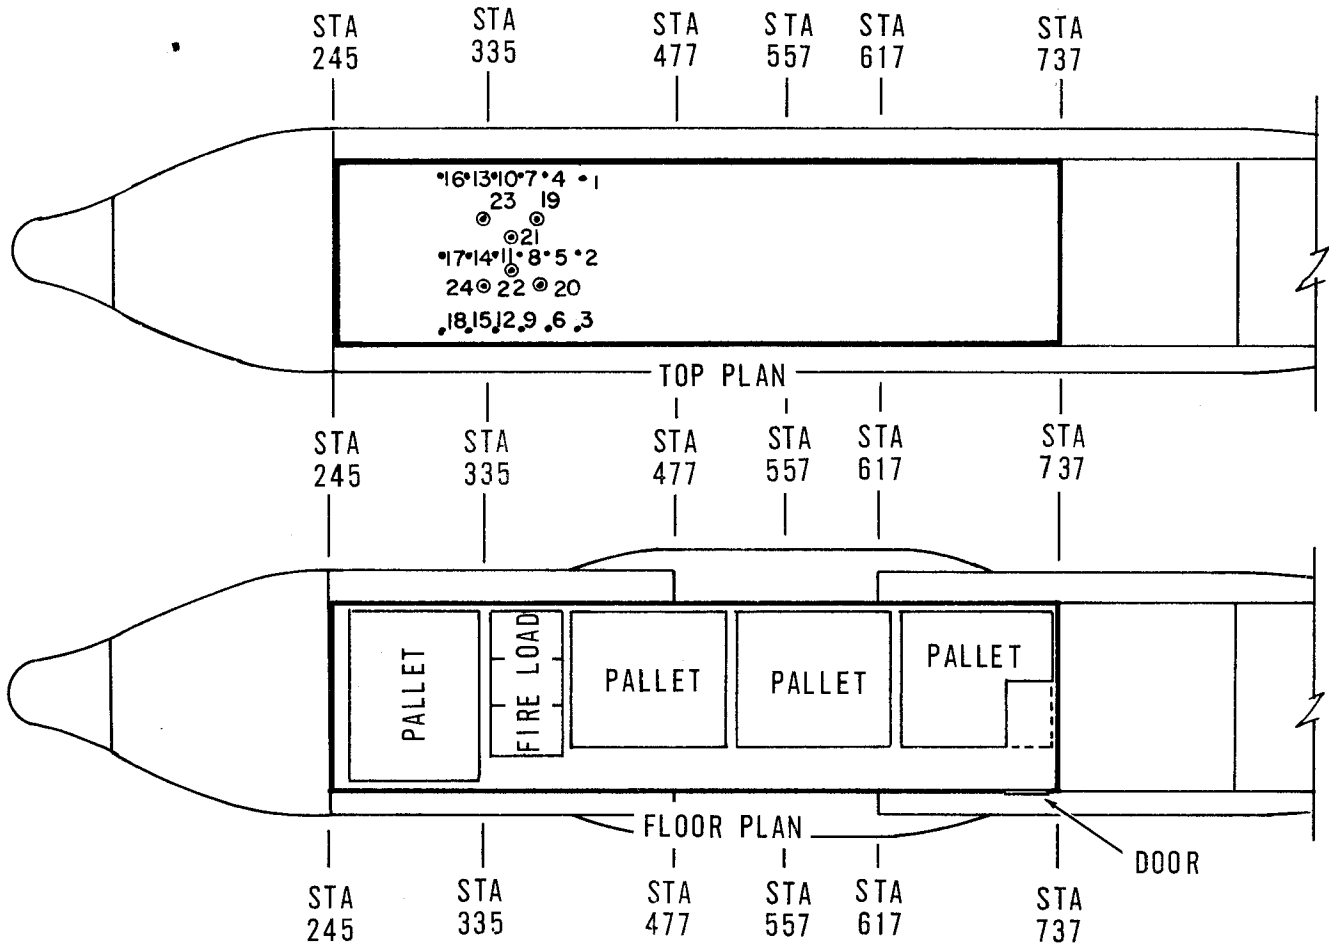 STA STA STA STA STA STA
245 335 477 557 617 737
16 13 10 7 4 1
23 19
21
17 14 11 8 5 2
24 22 20
18 15 12 9 6 3
TOP PLAN
STA STA STA STA STA STA
245 335 477 557 617 737
PALLET
FIRE LOAD
PALLET
PALLET
PALLET
FLOOR PLAN
DOOR
STA STA STA STA STA STA
245 335 477 557 617 737